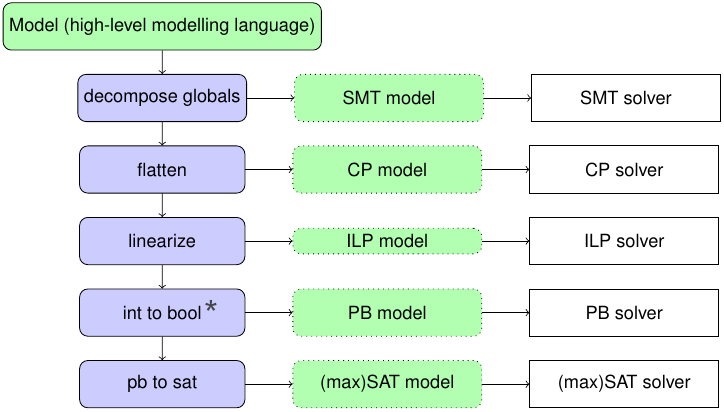 Model (high-level modelling language)
decompose globals
SMT model
SMT solver
flatten
CP model
CP solver
linearize
ILP model
ILP solver
int to bool*
PB model
PB solver
pb to sat
(max)SAT model
(max)SAT solver